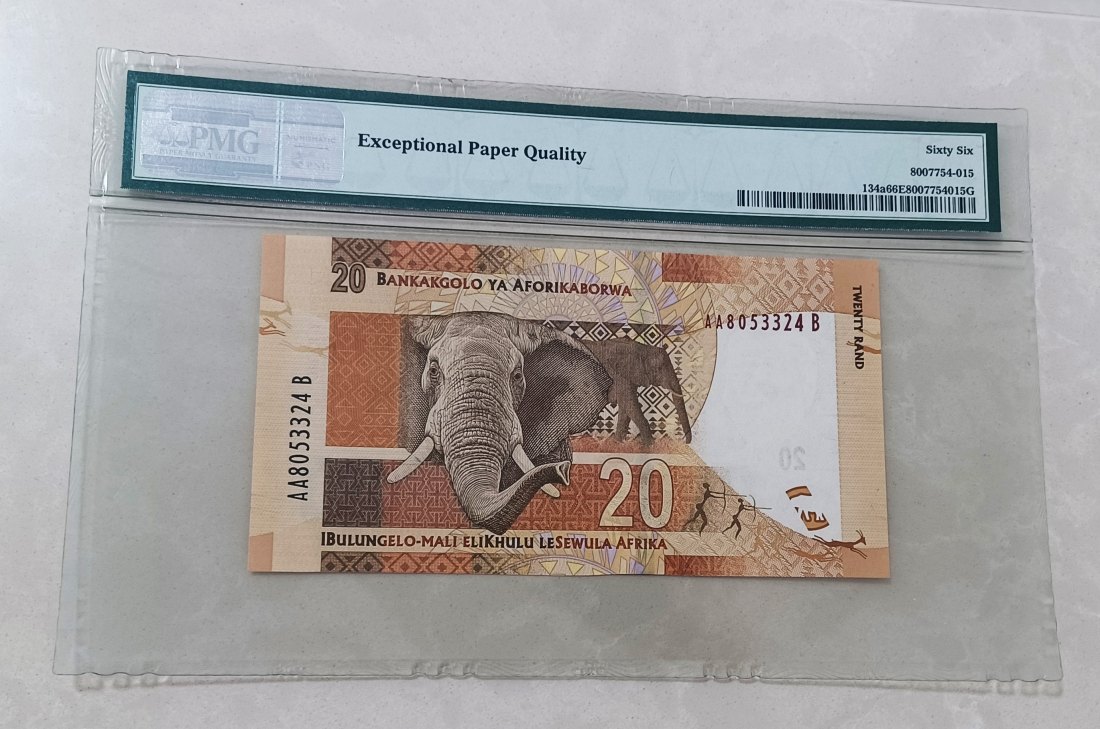 PMG
Exceptional Paper Quality
Sixty Six
8007754-015
134a66E8007754015G
20 BANKAKGOLO YA AFORIKABORWA
TWENTY RAND
AA8053324 B
AA8053324 B
20
20
IBULUNGELO-MALI ELIKHULU LESEWULA AFRIKA